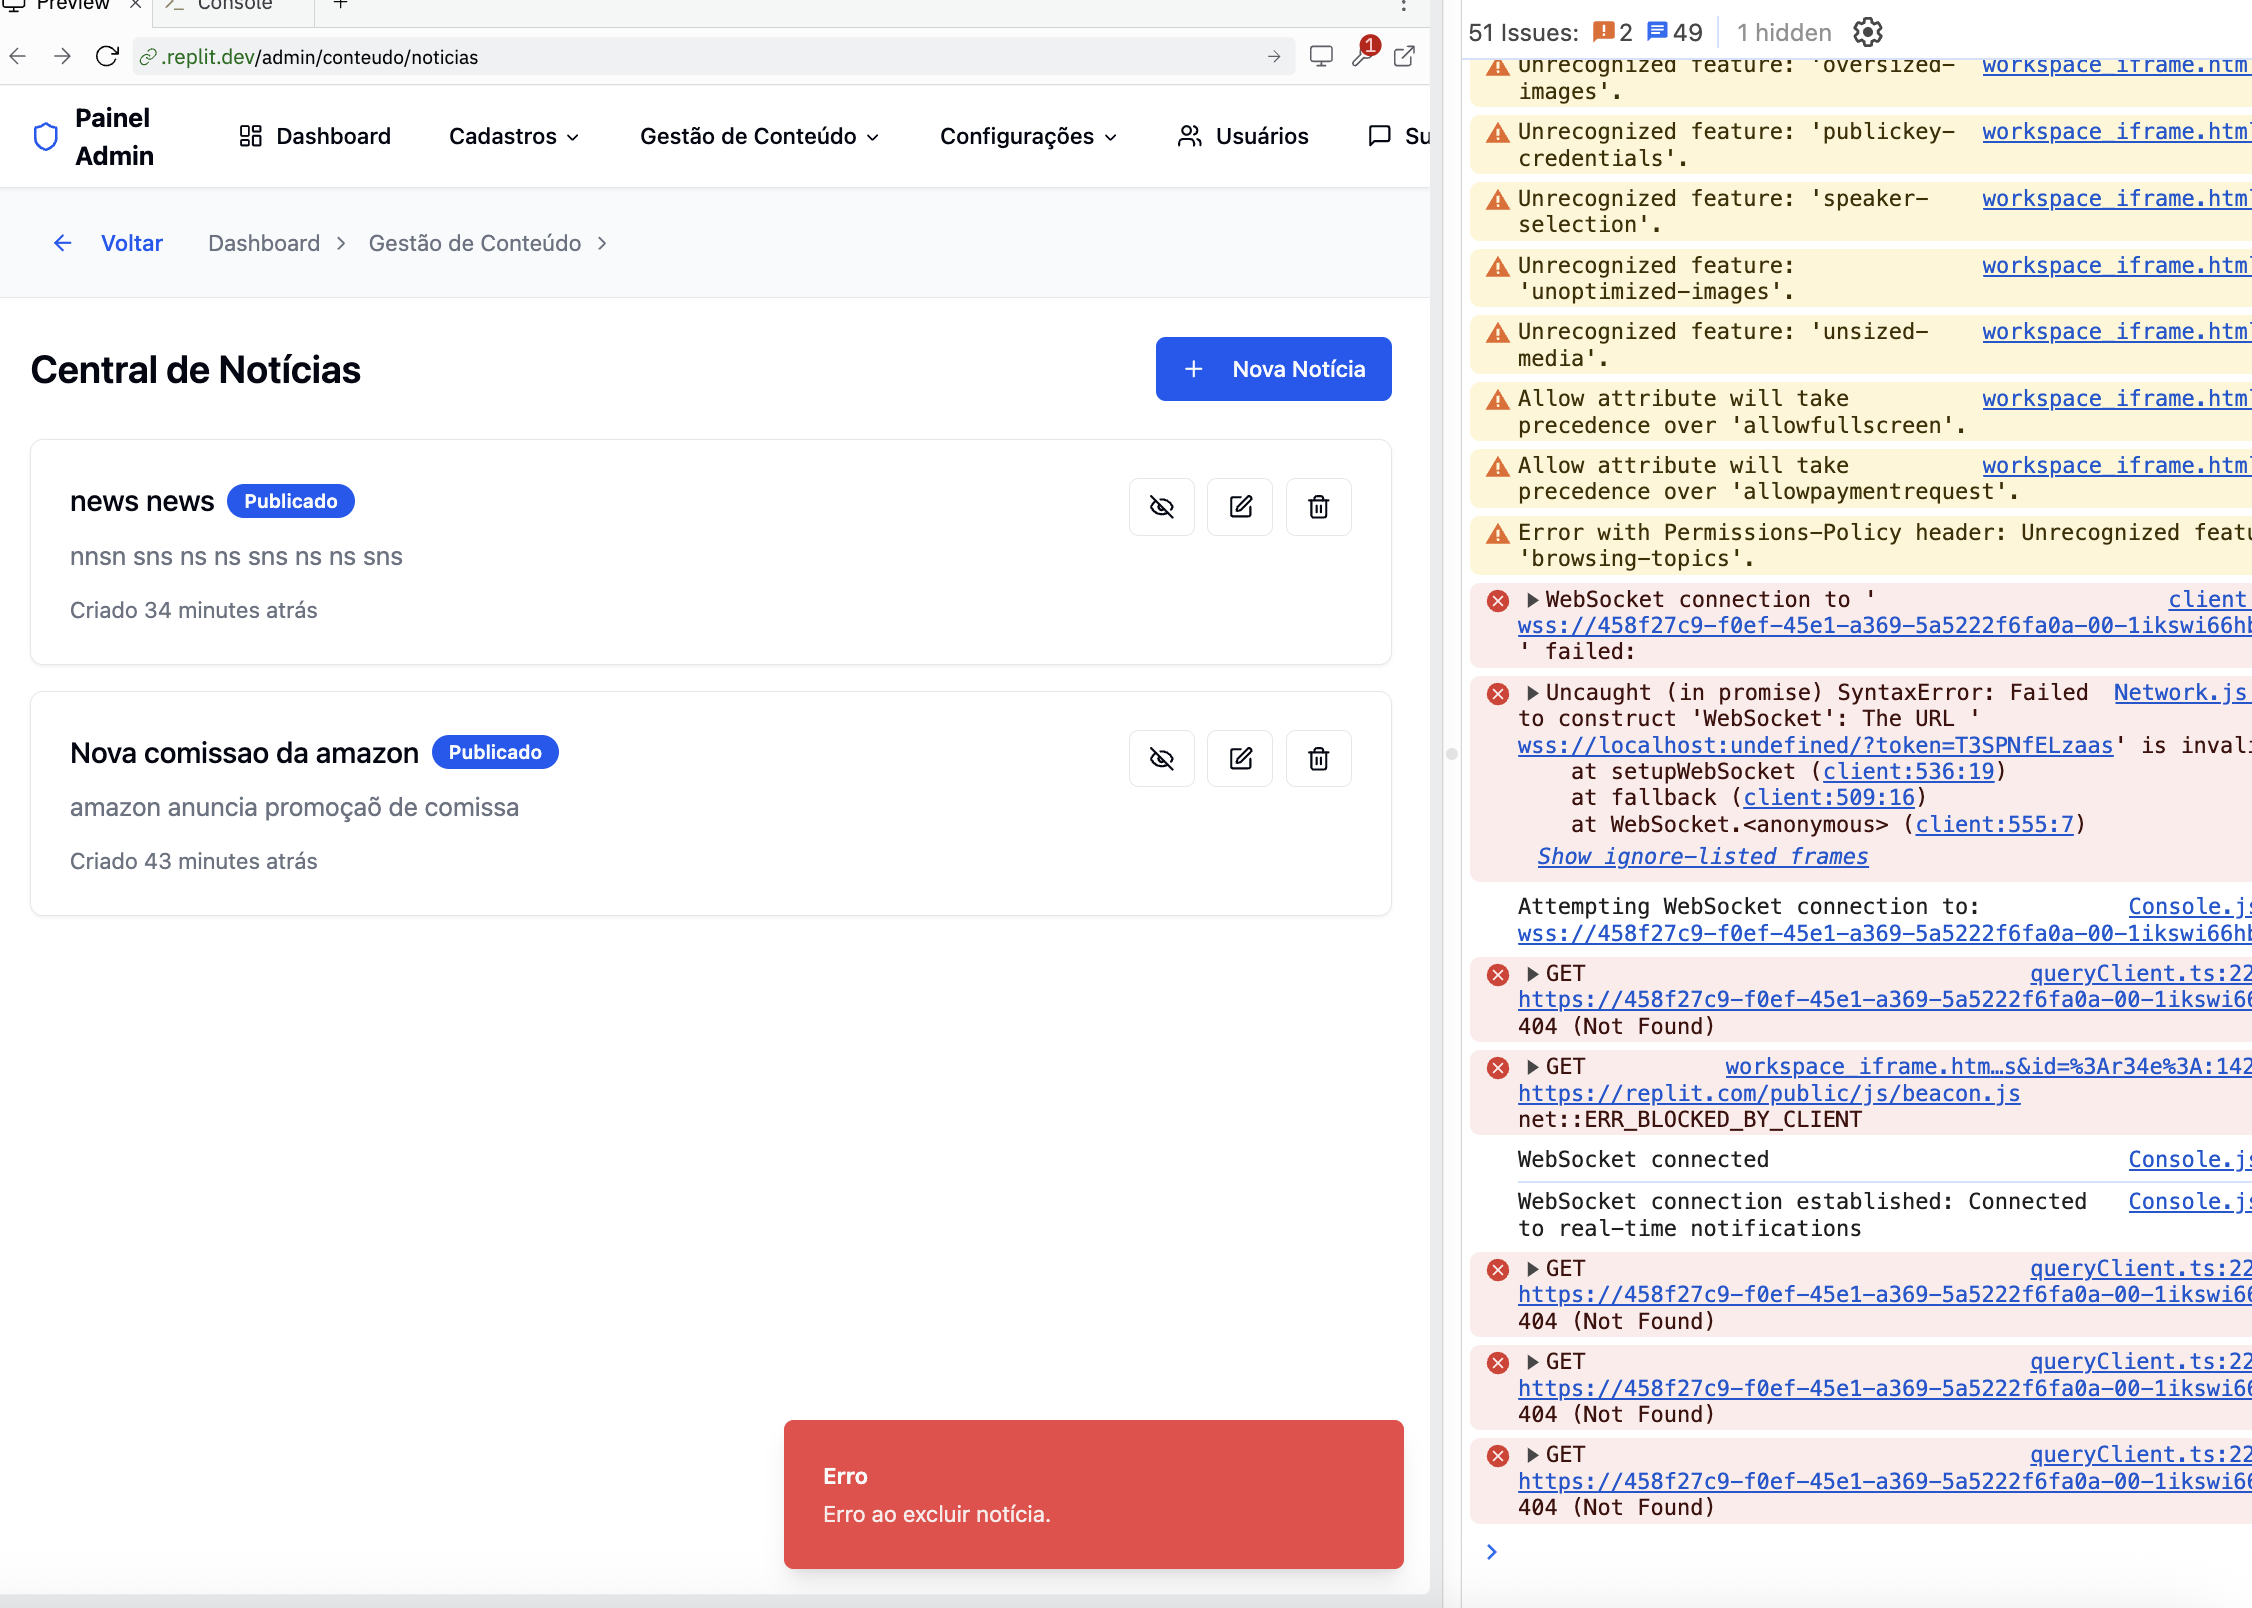 Preview
Console
.replit.dev/admin/conteudo/noticias
1
Painel
Admin
Dashboard
Cadastros
Gestão de Conteúdo
Configurações
Usuários
Su
Voltar
Dashboard
Gestão de Conteúdo
Central de Notícias
Nova Notícia
news news
Publicado
nnsn sns ns ns sns ns ns sns
Criado 34 minutes atrás
Nova comissao da amazon
Publicado
amazon anuncia promoçaõ de comissa
Criado 43 minutes atrás
Erro
Erro ao excluir notícia.
51 Issues: 2 49 1 hidden
Unrecognized feature: 'oversized- workspace_iframe.html
images'.
Unrecognized feature: 'publickey- workspace_iframe.html
credentials'.
Unrecognized feature: 'speaker- workspace_iframe.html
selection'.
Unrecognized feature: workspace_iframe.html
'unoptimized-images'.
Unrecognized feature: 'unsized- workspace_iframe.html
media'.
Allow attribute will take workspace_iframe.html
precedence over 'allowfullscreen'.
Allow attribute will take workspace_iframe.html
precedence over 'allowpaymentrequest'.
Error with Permissions-Policy header: Unrecognized featu
'browsing-topics'.
WebSocket connection to ' client
wss://458f27c9-f0ef-45e1-a369-5a5222f6fa0a-00-1ikswi66h
' failed:
Uncaught (in promise) SyntaxError: Failed Network.js
to construct 'WebSocket': The URL '
wss://localhost:undefined/?token=T3SPNfELzaas' is invali
at setupWebSocket (client:536:19)
at fallback (client:509:16)
at WebSocket.<anonymous> (client:555:7)
Show ignore-listed frames
Attempting WebSocket connection to: Console.js
wss://458f27c9-f0ef-45e1-a369-5a5222f6fa0a-00-1ikswi66h
GET queryClient.ts:22
https://458f27c9-f0ef-45e1-a369-5a5222f6fa0a-00-1ikswi66
404 (Not Found)
GET workspace_iframe.htm…s&id=%3Ar34e%3A:142
https://replit.com/public/js/beacon.js
net::ERR_BLOCKED_BY_CLIENT
WebSocket connected Console.js
WebSocket connection established: Connected Console.js
to real-time notifications
GET queryClient.ts:22
https://458f27c9-f0ef-45e1-a369-5a5222f6fa0a-00-1ikswi66
404 (Not Found)
GET queryClient.ts:22
https://458f27c9-f0ef-45e1-a369-5a5222f6fa0a-00-1ikswi66
404 (Not Found)
GET queryClient.ts:22
https://458f27c9-f0ef-45e1-a369-5a5222f6fa0a-00-1ikswi66
404 (Not Found)